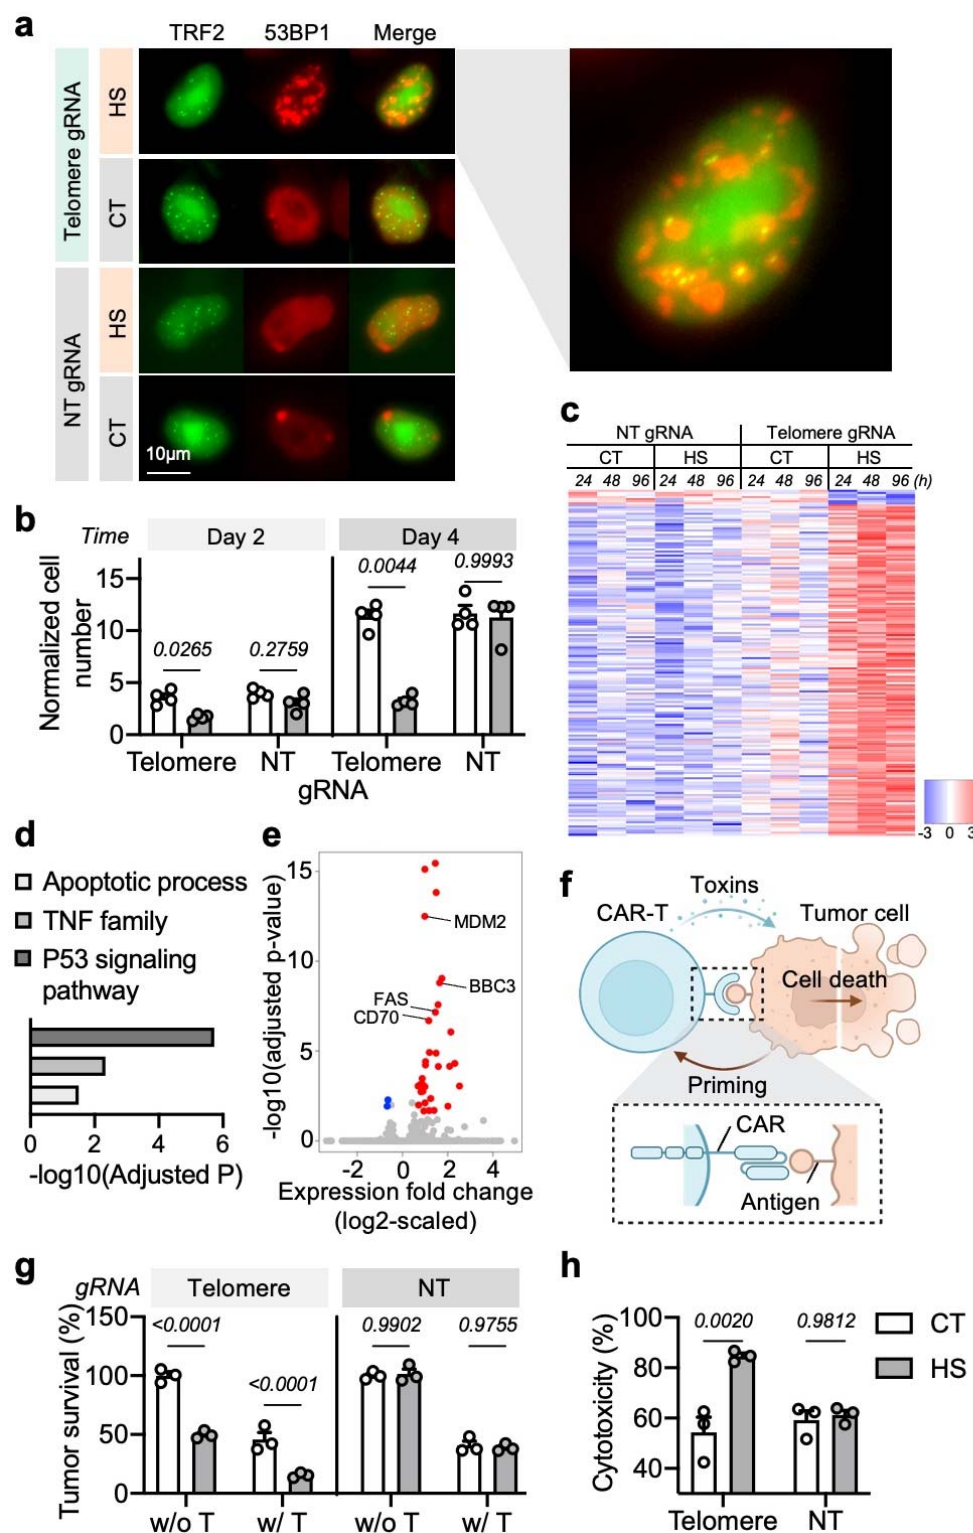 a
TRF2 53BP1 Merge
Telomere gRNA
HS
CT
NT gRNA
HS
CT
10µm
b
Time Day 2 Day 4
Normalized cell number
15
10
5
0
0.0265 0.2759 0.0044 0.9993
Telomere NT Telomere NT
gRNA
c
NT gRNA Telomere gRNA
CT HS CT HS
24 48 96 24 48 96 24 48 96 24 48 96 (h)
-3 0 3
d
Apoptotic process
TNF family
P53 signaling
pathway
0 2 4 6
-log10(Adjusted P)
e
-log10(adjusted p-value)
15
10
5
0
MDM2
BBC3
FAS
CD70
-2 0 2 4
Expression fold change
(log2-scaled)
f
Toxins
CAR-T Tumor cell
Cell death
Priming
CAR
Antigen
g
gRNA Telomere NT
Tumor survival (%)
150
100
50
0
<0.0001 <0.0001 0.9902 0.9755
w/o T w/ T w/o T w/ T
h
Cytotoxicity (%)
100
80
60
40
0.0020 0.9812
Telomere NT
CT
HS